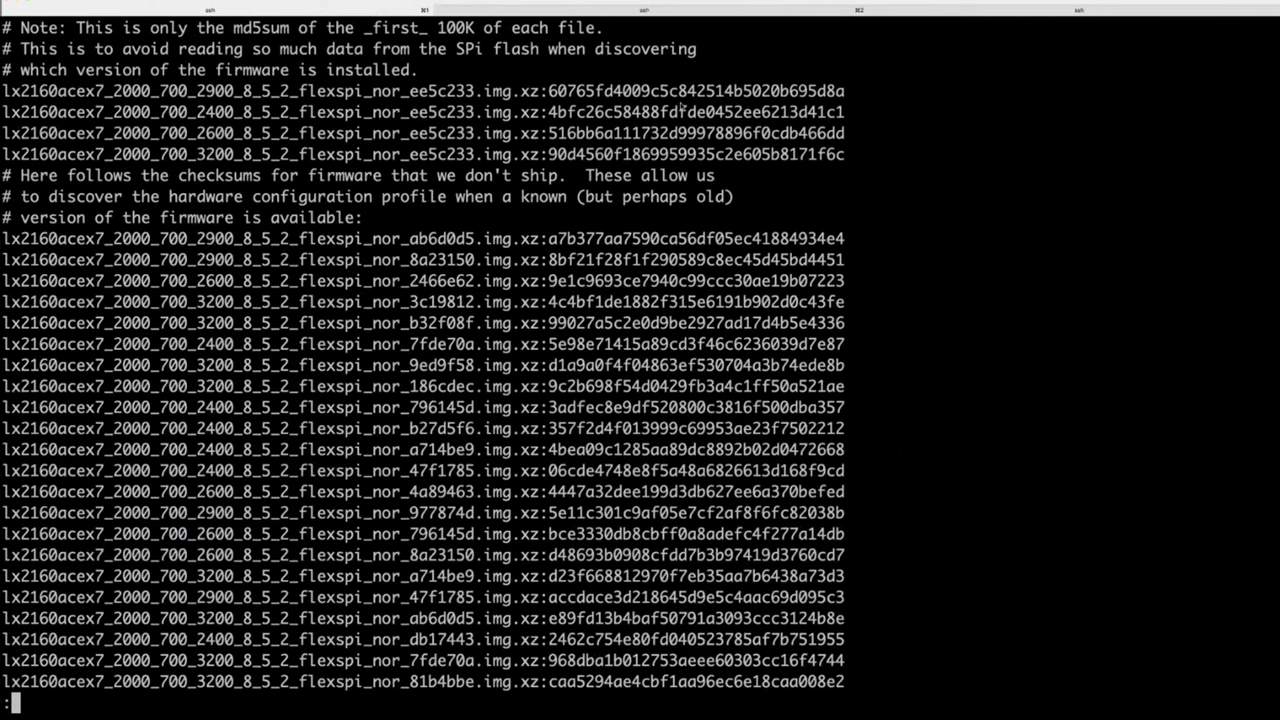 ssh ⌘1 ssh ⌘2 ssh
# Note: This is only the md5sum of the _first_ 100K of each file.
# This is to avoid reading so much data from the SPi flash when discovering
# which version of the firmware is installed.
lx2160acex7_2000_700_2900_8_5_2_flexspi_nor_ee5c233.img.xz:60765fd4009c5c842514b5020b695d8a
lx2160acex7_2000_700_2400_8_5_2_flexspi_nor_ee5c233.img.xz:4bfc26c58488fdfde0452ee6213d41c1
lx2160acex7_2000_700_2600_8_5_2_flexspi_nor_ee5c233.img.xz:516bb6a111732d99978896f0cdb466dd
lx2160acex7_2000_700_3200_8_5_2_flexspi_nor_ee5c233.img.xz:90d4560f1869959935c2e605b8171f6c
# Here follows the checksums for firmware that we don't ship.  These allow us
# to discover the hardware configuration profile when a known (but perhaps old)
# version of the firmware is available:
lx2160acex7_2000_700_2900_8_5_2_flexspi_nor_ab6d0d5.img.xz:a7b377aa7590ca56df05ec41884934e4
lx2160acex7_2000_700_2900_8_5_2_flexspi_nor_8a23150.img.xz:8bf21f28f1f290589c8ec45d45bd4451
lx2160acex7_2000_700_2600_8_5_2_flexspi_nor_2466e62.img.xz:9e1c9693ce7940c99ccc30ae19b07223
lx2160acex7_2000_700_3200_8_5_2_flexspi_nor_3c19812.img.xz:4c4bf1de1882f315e6191b902d0c43fe
lx2160acex7_2000_700_3200_8_5_2_flexspi_nor_b32f08f.img.xz:99027a5c2e0d9be2927ad17d4b5e4336
lx2160acex7_2000_700_2400_8_5_2_flexspi_nor_7fde70a.img.xz:5e98e71415a89cd3f46c6236039d7e87
lx2160acex7_2000_700_3200_8_5_2_flexspi_nor_9ed9f58.img.xz:d1a9a0f4f04863ef530704a3b74ede8b
lx2160acex7_2000_700_3200_8_5_2_flexspi_nor_186cdec.img.xz:9c2b698f54d0429fb3a4c1ff50a521ae
lx2160acex7_2000_700_2400_8_5_2_flexspi_nor_796145d.img.xz:3adfec8e9df520800c3816f500dba357
lx2160acex7_2000_700_2400_8_5_2_flexspi_nor_b27d5f6.img.xz:357f2d4f013999c69953ae23f7502212
lx2160acex7_2000_700_2400_8_5_2_flexspi_nor_a714be9.img.xz:4bea09c1285aa89dc8892b02d0472668
lx2160acex7_2000_700_2400_8_5_2_flexspi_nor_47f1785.img.xz:06cde4748e8f5a48a6826613d168f9cd
lx2160acex7_2000_700_2600_8_5_2_flexspi_nor_4a89463.img.xz:4447a32dee199d3db627ee6a370befed
lx2160acex7_2000_700_2900_8_5_2_flexspi_nor_977874d.img.xz:5e11c301c9af05e7cf2af8f6fc82038b
lx2160acex7_2000_700_2600_8_5_2_flexspi_nor_796145d.img.xz:bce3330db8cbff0a8adefc4f277a14db
lx2160acex7_2000_700_2600_8_5_2_flexspi_nor_8a23150.img.xz:d48693b0908cfdd7b3b97419d3760cd7
lx2160acex7_2000_700_3200_8_5_2_flexspi_nor_a714be9.img.xz:d23f668812970f7eb35aa7b6438a73d3
lx2160acex7_2000_700_2900_8_5_2_flexspi_nor_47f1785.img.xz:accdace3d218645d9e5c4aac69d095c3
lx2160acex7_2000_700_3200_8_5_2_flexspi_nor_ab6d0d5.img.xz:e89fd13b4baf50791a3093ccc3124b8e
lx2160acex7_2000_700_2400_8_5_2_flexspi_nor_db17443.img.xz:2462c754e80fd040523785af7b751955
lx2160acex7_2000_700_3200_8_5_2_flexspi_nor_7fde70a.img.xz:968dba1b012753aeee60303cc16f4744
lx2160acex7_2000_700_3200_8_5_2_flexspi_nor_81b4bbe.img.xz:caa5294ae4cbf1aa96ec6e18caa008e2
: